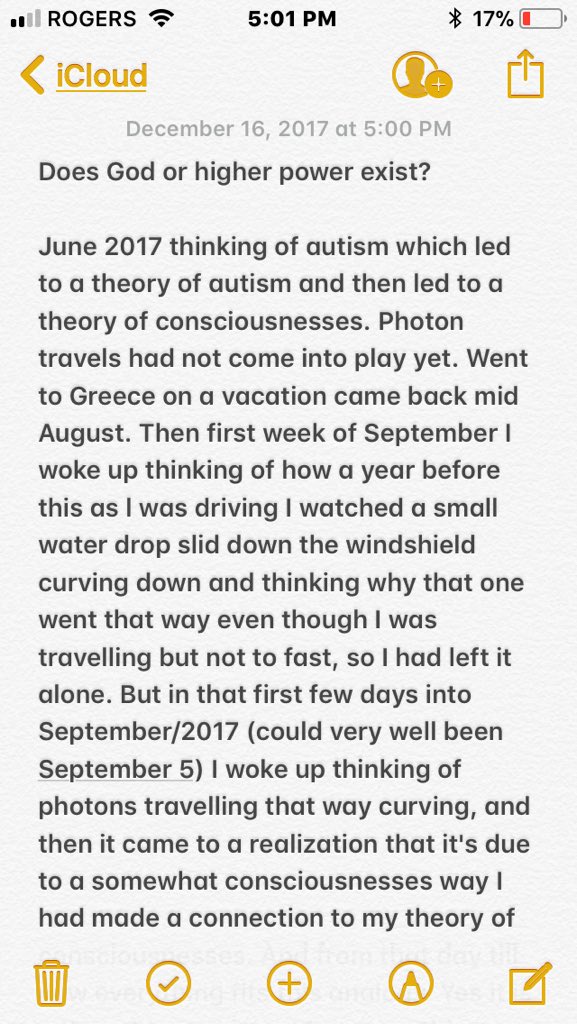 ROGERS 5:01 PM 17%
iCloud
December 16, 2017 at 5:00 PM
Does God or higher power exist?
June 2017 thinking of autism which led
to a theory of autism and then led to a
theory of consciousnesses. Photon
travels had not come into play yet. Went
to Greece on a vacation came back mid
August. Then first week of September I
woke up thinking of how a year before
this as I was driving I watched a small
water drop slid down the windshield
curving down and thinking why that one
went that way even though I was
travelling but not to fast, so I had left it
alone. But in that first few days into
September/2017 (could very well been
September 5) I woke up thinking of
photons travelling that way curving, and
then it came to a realization that it's due
to a somewhat consciousnesses way I
had made a connection to my theory of
consciousnesses. And from that day till